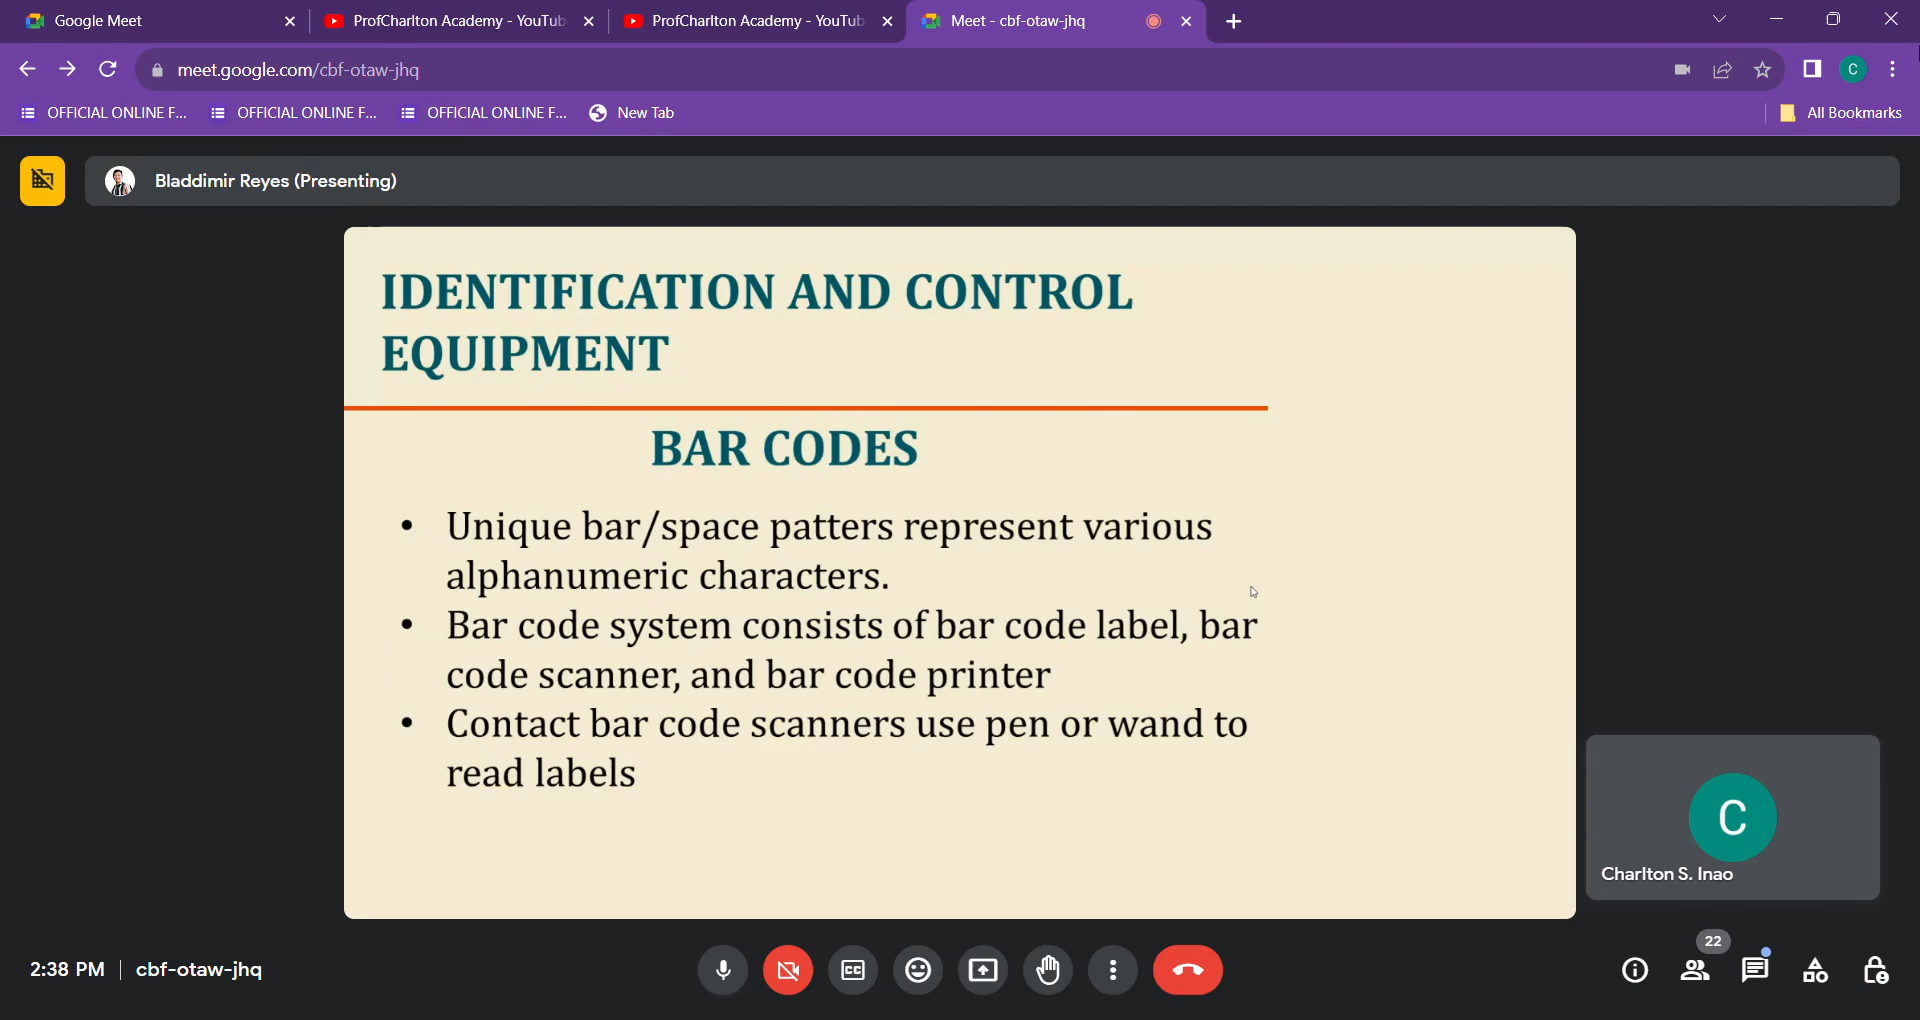 Google Meet
ProfCharlton Academy - YouTub
ProfCharlton Academy - YouTub
Meet - cbf-otaw-jhq
meet.google.com/cbf-otaw-jhq
C
OFFICIAL ONLINE F...
OFFICIAL ONLINE F...
OFFICIAL ONLINE F...
New Tab
All Bookmarks
Bladdimir Reyes (Presenting)
IDENTIFICATION AND CONTROL
EQUIPMENT
BAR CODES
• Unique bar/space patters represent various
alphanumeric characters.
• Bar code system consists of bar code label, bar
code scanner, and bar code printer
• Contact bar code scanners use pen or wand to
read labels
C
Charlton S. Inao
2:38 PM | cbf-otaw-jhq
CC
22